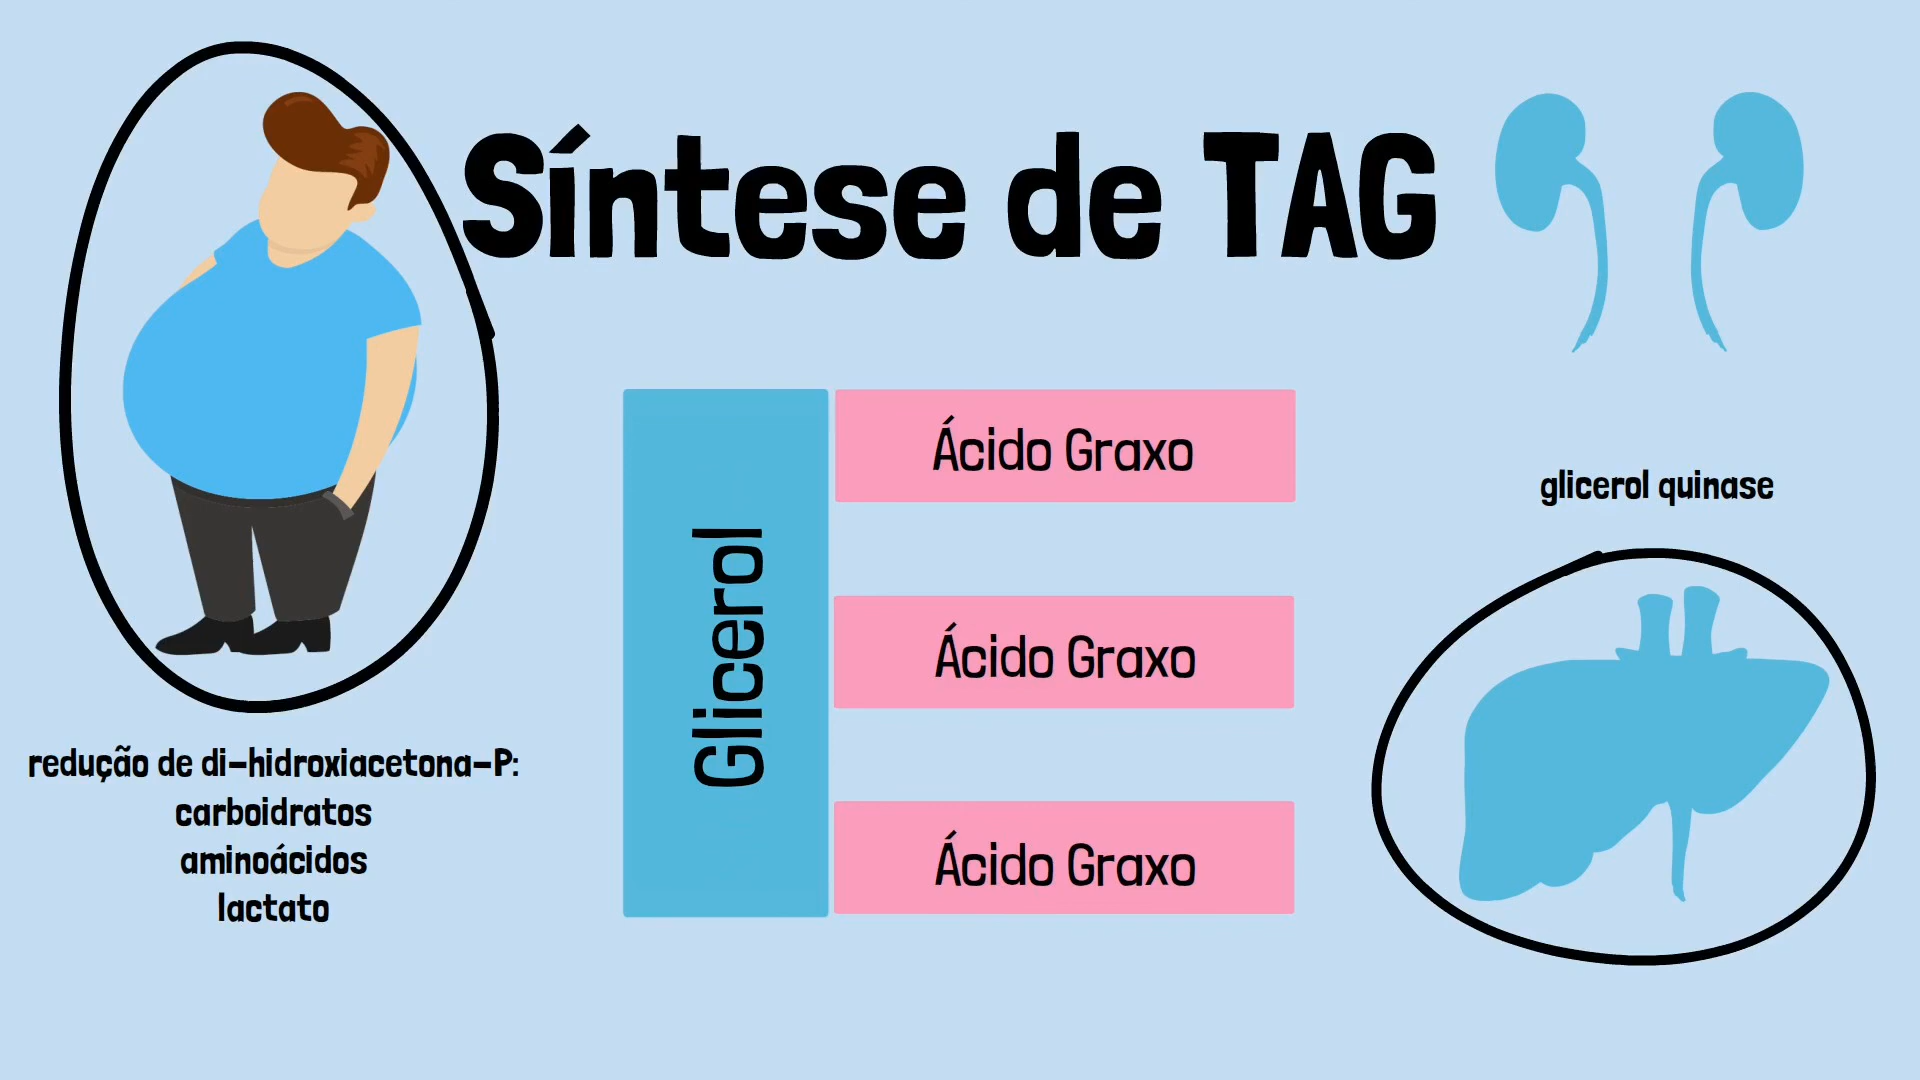 Síntese de TAG
Glicerol
Ácido Graxo
Ácido Graxo
Ácido Graxo
glicerol quinase
redução de di-hidroxiacetona-P:
carboidratos
aminoácidos
lactato